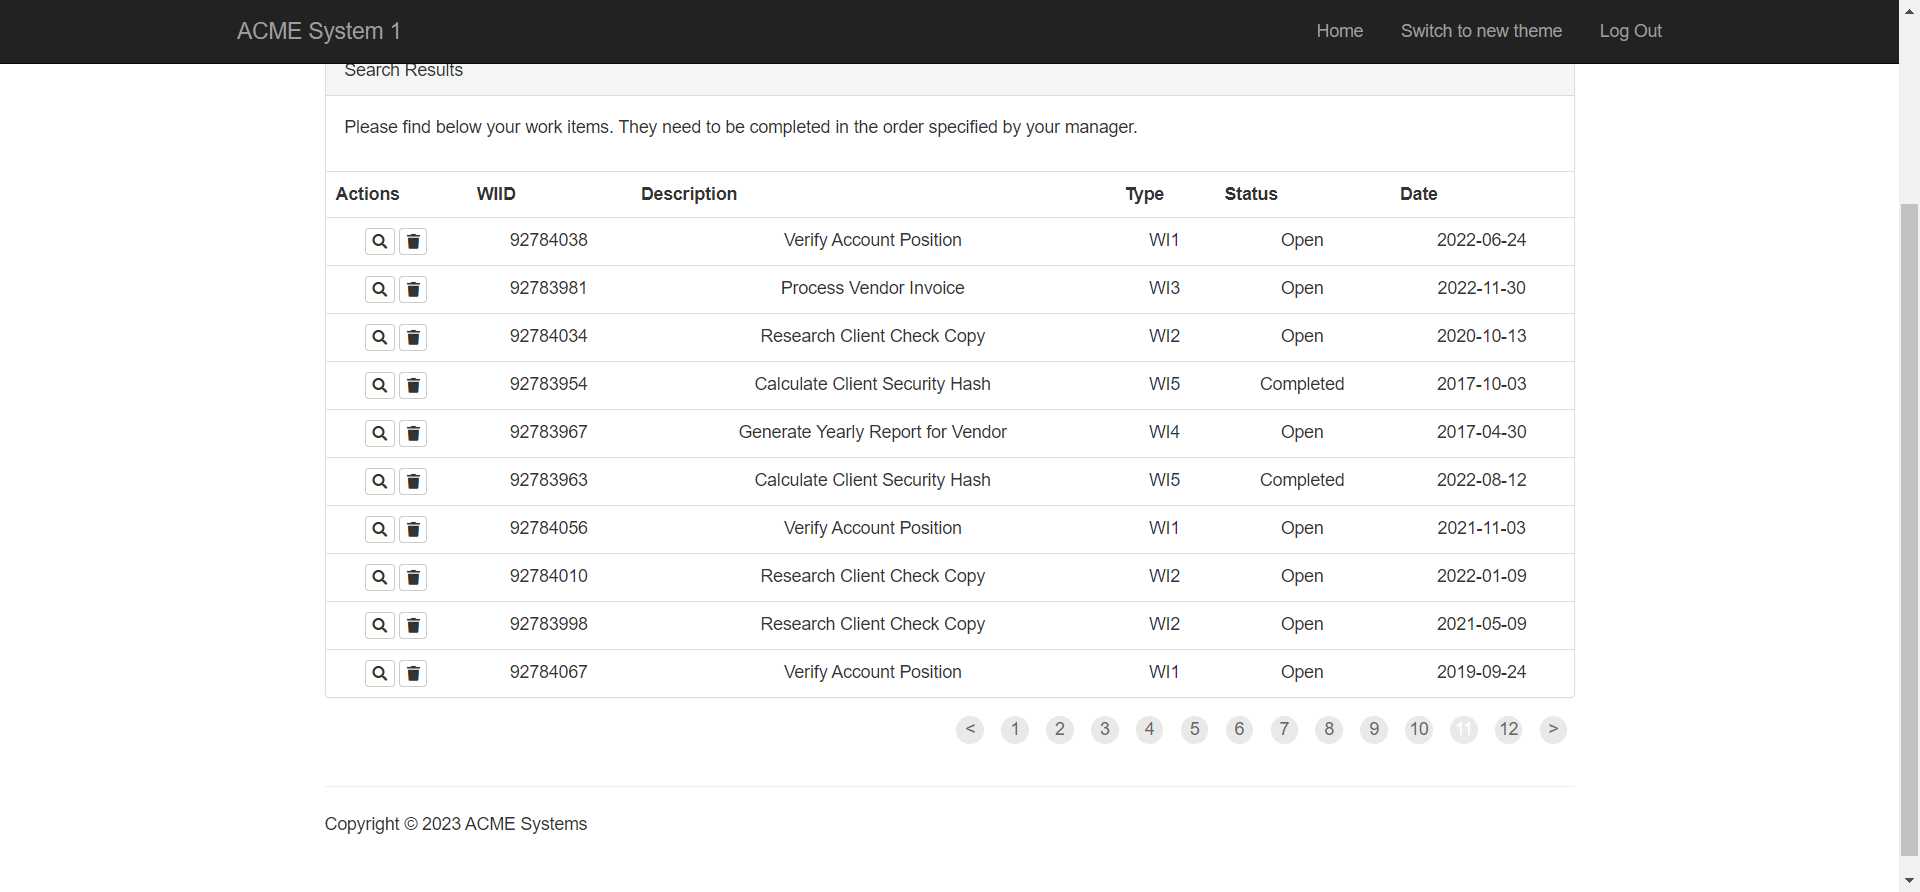 ACME System 1 Home Switch to new theme Log Out
Search Results
Please find below your work items. They need to be completed in the order specified by your manager.
Actions WIID Description Type Status Date
92784038 Verify Account Position WI1 Open 2022-06-24
92783981 Process Vendor Invoice WI3 Open 2022-11-30
92784034 Research Client Check Copy WI2 Open 2020-10-13
92783954 Calculate Client Security Hash WI5 Completed 2017-10-03
92783967 Generate Yearly Report for Vendor WI4 Open 2017-04-30
92783963 Calculate Client Security Hash WI5 Completed 2022-08-12
92784056 Verify Account Position WI1 Open 2021-11-03
92784010 Research Client Check Copy WI2 Open 2022-01-09
92783998 Research Client Check Copy WI2 Open 2021-05-09
92784067 Verify Account Position WI1 Open 2019-09-24
< 1 2 3 4 5 6 7 8 9 10 11 12 >
Copyright © 2023 ACME Systems